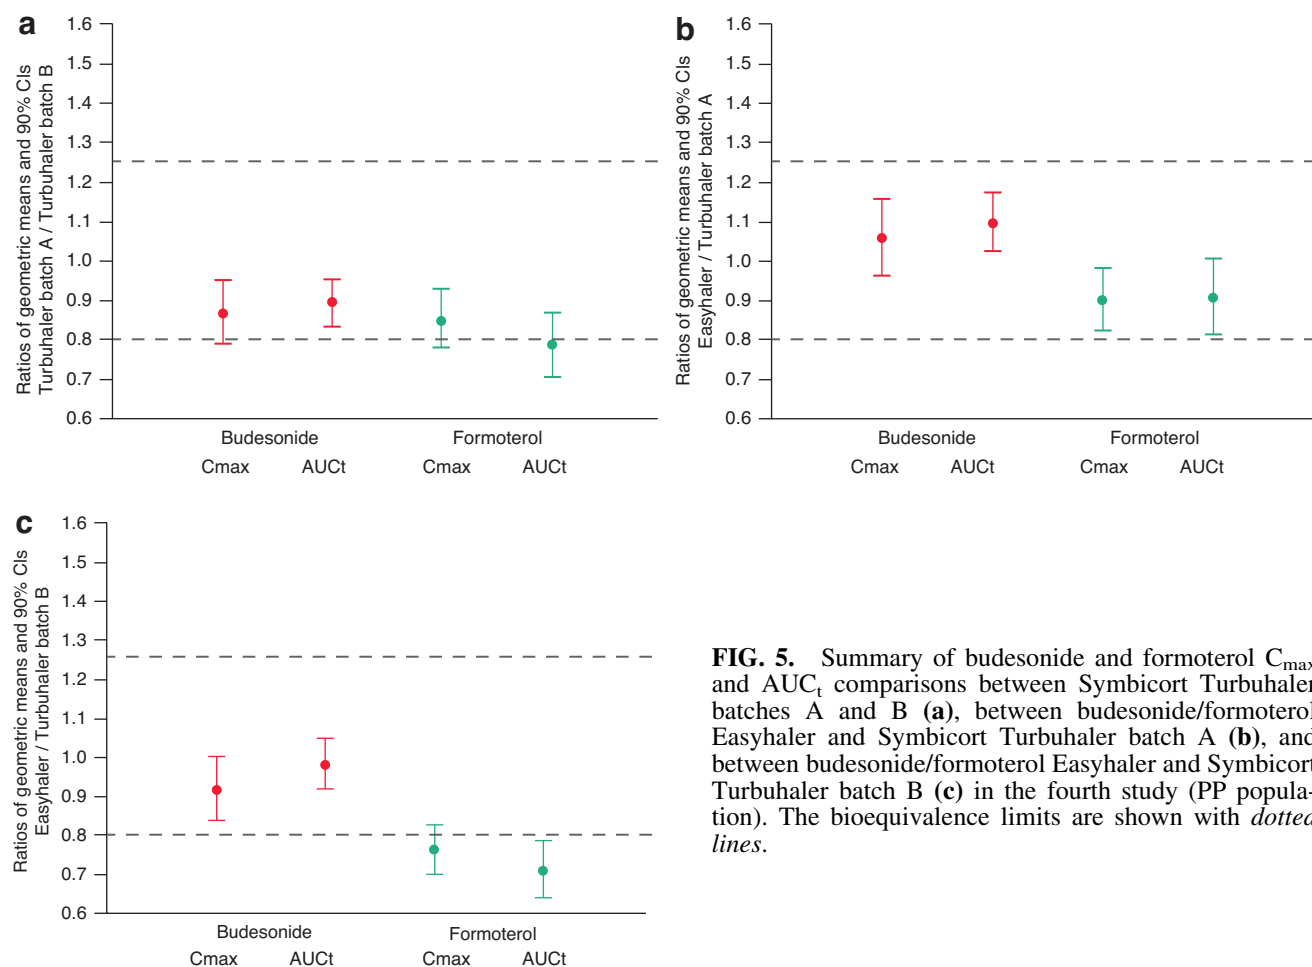 a
Ratios of geometric means and 90% CIs
Turbuhaler batch A / Turbuhaler batch B
1.6
1.5
1.4
1.3
1.2
1.1
1.0
0.9
0.8
0.7
0.6
Budesonide Formoterol
Cmax AUCt Cmax AUCt
b
Ratios of geometric means and 90% CIs
Easyhaler / Turbuhaler batch A
1.6
1.5
1.4
1.3
1.2
1.1
1.0
0.9
0.8
0.7
0.6
Budesonide Formoterol
Cmax AUCt Cmax AUCt
c
Ratios of geometric means and 90% CIs
Easyhaler / Turbuhaler batch B
1.6
1.5
1.4
1.3
1.2
1.1
1.0
0.9
0.8
0.7
0.6
Budesonide Formoterol
Cmax AUCt Cmax AUCt
FIG. 5. Summary of budesonide and formoterol Cmax
and AUCt comparisons between Symbicort Turbuhaler
batches A and B (a), between budesonide/formoterol
Easyhaler and Symbicort Turbuhaler batch A (b), and
between budesonide/formoterol Easyhaler and Symbicort
Turbuhaler batch B (c) in the fourth study (PP popula-
tion). The bioequivalence limits are shown with dotted
lines.